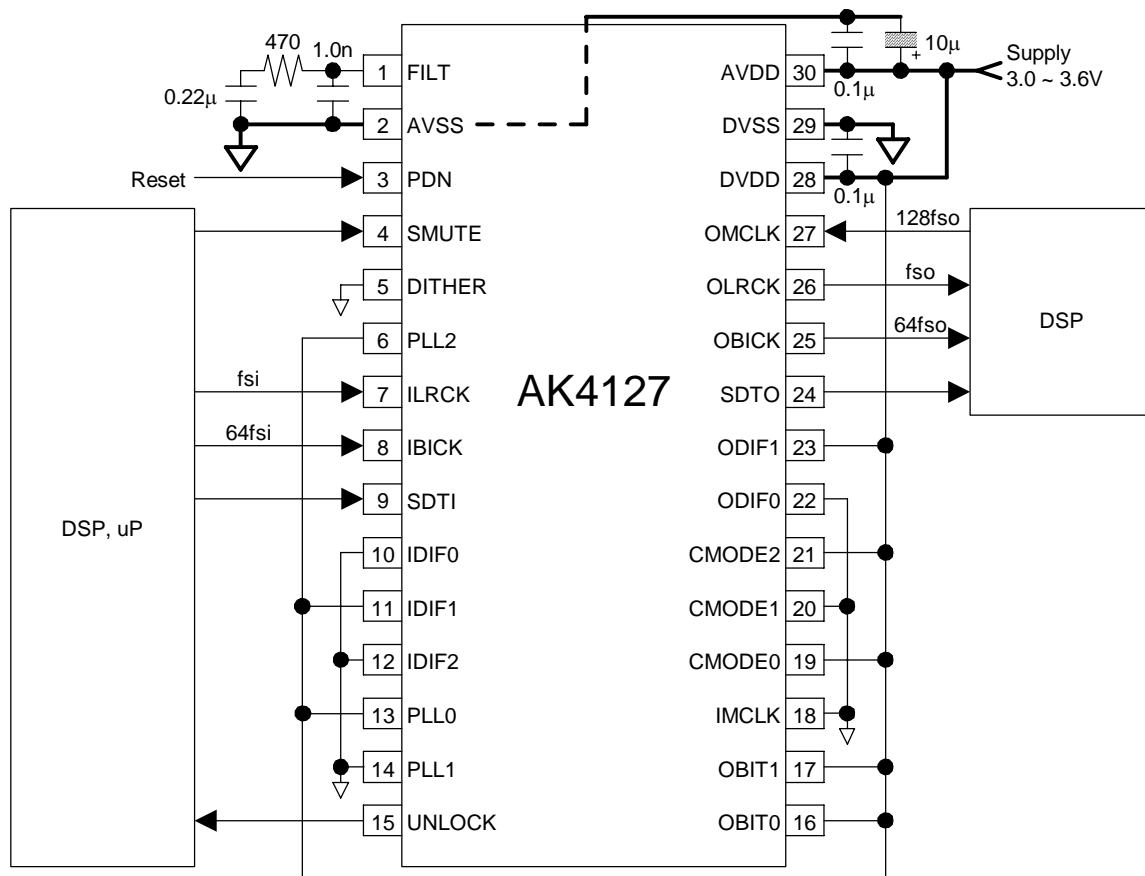 470
1.0n
0.22µ
10µ
+
Supply
3.0 ~ 3.6V
0.1µ
0.1µ
1 FILT
2 AVSS
Reset
3 PDN
4 SMUTE
5 DITHER
6 PLL2
fsi
7 ILRCK
64fsi
8 IBICK
9 SDTI
10 IDIF0
11 IDIF1
12 IDIF2
13 PLL0
14 PLL1
15 UNLOCK
DSP, uP
AK4127
AVDD 30
DVSS 29
DVDD 28
OMCLK 27
128fso
OLRCK 26
fso
OBICK 25
64fso
SDTO 24
ODIF1 23
ODIF0 22
CMODE2 21
CMODE1 20
CMODE0 19
IMCLK 18
OBIT1 17
OBIT0 16
DSP